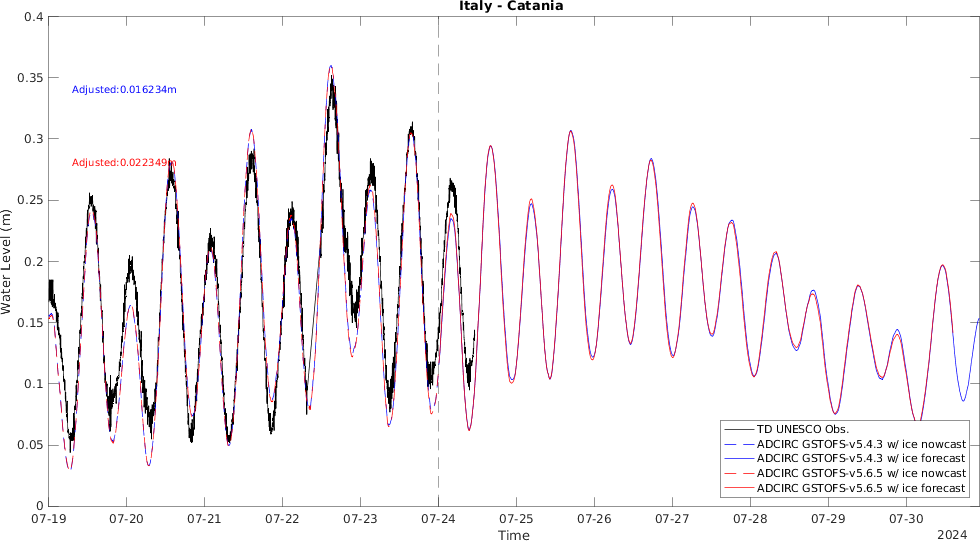 Italy - Catania
0.4
0.35
0.3
0.25
0.2
0.15
0.1
0.05
0
Water Level (m)
Adjusted:0.016234m
Adjusted:0.022349m
TD UNESCO Obs.
ADCIRC GSTOFS-v5.4.3 w/ ice nowcast
ADCIRC GSTOFS-v5.4.3 w/ ice forecast
ADCIRC GSTOFS-v5.6.5 w/ ice nowcast
ADCIRC GSTOFS-v5.6.5 w/ ice forecast
07-19 07-20 07-21 07-22 07-23 07-24 07-25 07-26 07-27 07-28 07-29 07-30
Time
2024